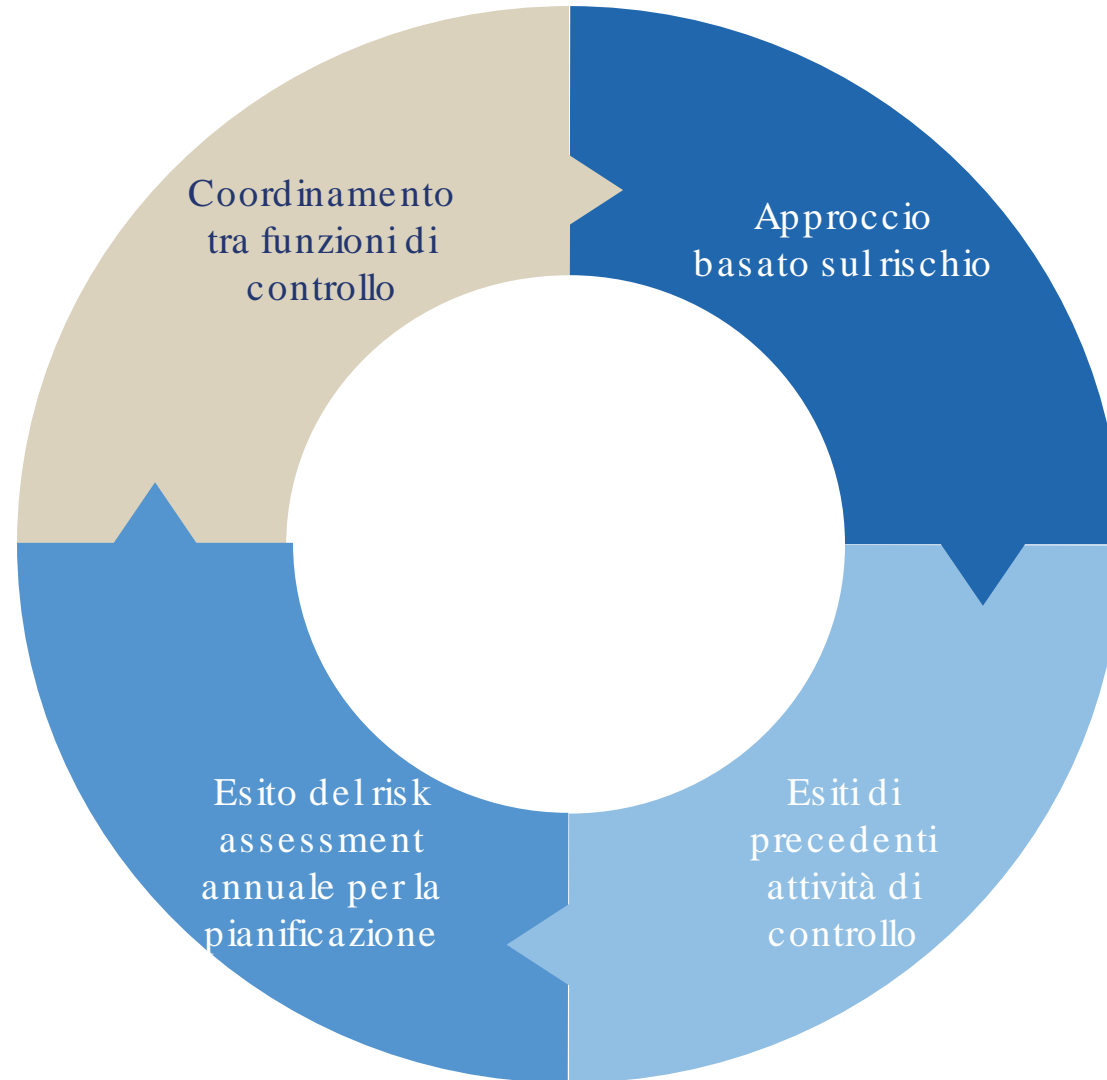 Coordinamento
tra funzioni di
controllo
Approccio
basato sul rischio
Esito del risk
assessment
annuale per la
pianificazione
Esiti di
precedenti
attività di
controllo